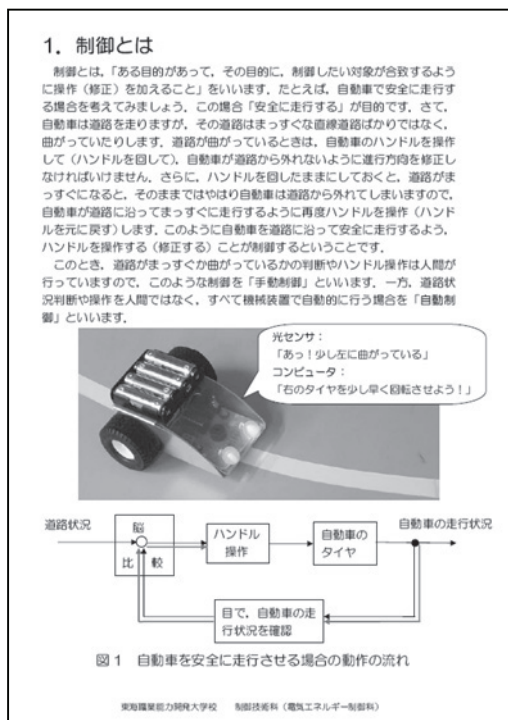 1．制御とは
制御とは，「ある目的があって，その目的に，制御したい対象が合致するよう
に操作（修正）を加えること」をいいます．たとえば，自動車で安全に走行す
る場合を考えてみましょう．この場合「安全に走行する」が目的です．さて，
自動車は道路を走りますが，その道路はまっすぐな直線道路ばかりではなく，
曲がっていたりします．道路が曲がっているときは，自動車のハンドルを操作
して（ハンドルを回して），自動車が道路から外れないように進行方向を修正し
なければいけません．さらに，ハンドルを回したままにしておくと，道路がま
っすぐになると，そのままではやはり自動車は道路から外れてしまいますので，
自動車が道路に沿ってまっすぐに走行するように再度ハンドルを操作（ハンド
ルを元に戻す）します．このように自動車を道路に沿って安全に走行するよう，
ハンドルを操作する（修正する）ことが制御するということです．
このとき，道路がまっすぐか曲がっているかの判断やハンドル操作は人間が
行っていますので，このような制御を「手動制御」といいます．一方，道路状
況判断や操作を人間ではなく，すべて機械装置で自動的に行う場合を「自動制
御」といいます．
光センサ：
「あっ！少し左に曲がっている」
コンピュータ：
「右のタイヤを少し早く回転させよう！」
道路状況
脳
比 較
ハンドル
操作
自動車の
タイヤ
自動車の走行状況
目で，自動車の走
行状況を確認
図1 自動車を安全に走行させる場合の動作の流れ
東海職業能力開発大学校 制御技術科（電気エネルギー制御科）